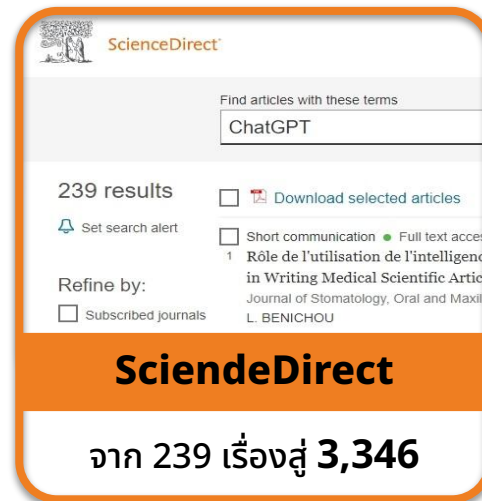 ScienceDirect
Find articles with these terms
ChatGPT
239 results
Download selected articles
Set search alert
Short communication ● Full text acces
1 Rôle de l'utilisation de l'intelligenc
in Writing Medical Scientific Artic
Refine by:
Journal of Stomatology, Oral and Maxil
Subscribed journals
L. BENICHOU
SciendeDirect
จาก 239 เรื่องสู่ 3,346